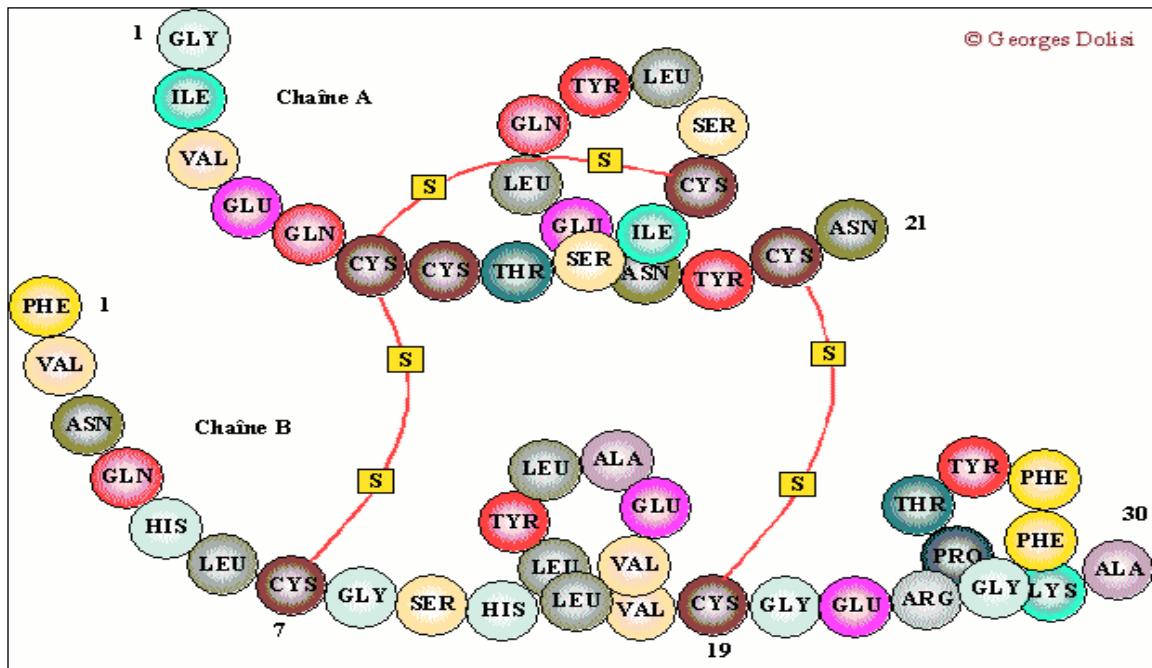 © Georges Dolisi
1
Chaîne A
GLY
ILE
VAL
GLU
GLN
CYS
CYS
THR
SER
ILE
CYS
SER
LEU
TYR
GLN
LEU
GLU
ASN
TYR
CYS
ASN
21
S
S
S
S
S
S
1
Chaîne B
PHE
VAL
ASN
GLN
HIS
LEU
CYS
7
GLY
SER
HIS
LEU
VAL
GLU
ALA
LEU
TYR
LEU
VAL
CYS
19
GLY
GLU
ARG
GLY
PHE
PHE
TYR
THR
PRO
LYS
ALA
30